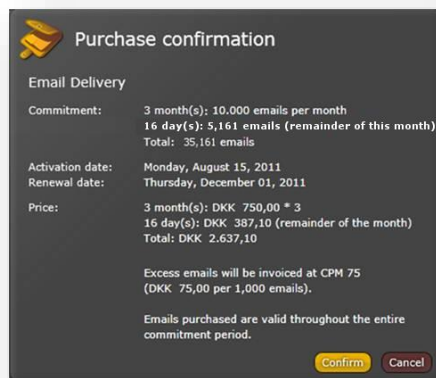 Purchase confirmation
Email Delivery
Commitment: 3 month(s): 10.000 emails per month
16 day(s): 5,161 emails (remainder of this month)
Total: 35,161 emails
Activation date: Monday, August 15, 2011
Renewal date: Thursday, December 01, 2011
Price: 3 month(s): DKK 750,00 * 3
16 day(s): DKK 387,10 (remainder of the month)
Total: DKK 2.637,10
Excess emails will be invoiced at CPM 75
(DKK 75,00 per 1,000 emails).
Emails purchased are valid throughout the entire
commitment period.
Confirm Cancel